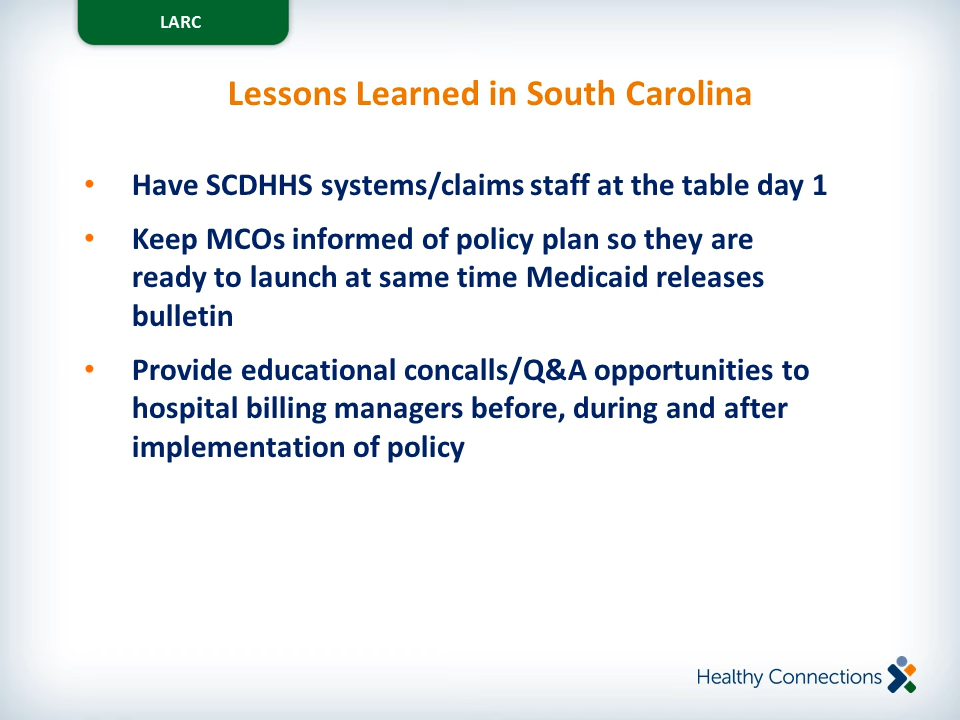 LARC
Lessons Learned in South Carolina
• Have SCDHHS systems/claims staff at the table day 1
• Keep MCOs informed of policy plan so they are
ready to launch at same time Medicaid releases
bulletin
• Provide educational concalls/Q&A opportunities to
hospital billing managers before, during and after
implementation of policy
Healthy Connections